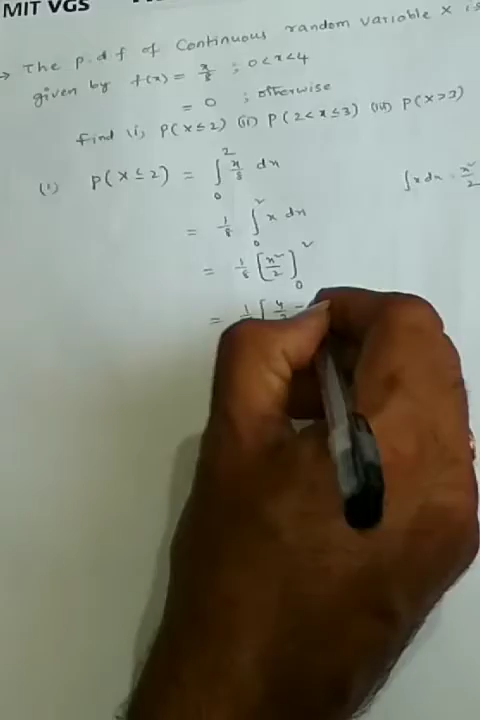 MIT VGS
→ The p.d.f of Continuous random variable X is
given by f(x) = x/8 ; 0<x<4
= 0 ; otherwise
find (i) P(X≤2) (ii) P(2<x≤3) (iii) P(x>3)
(i) P(X≤2) = ∫₀² x/8 dx
∫x dx = x²/2
= 1/8 ∫₀² x dx
= 1/8 [x²/2]₀²
= 1/8 [4/2 -